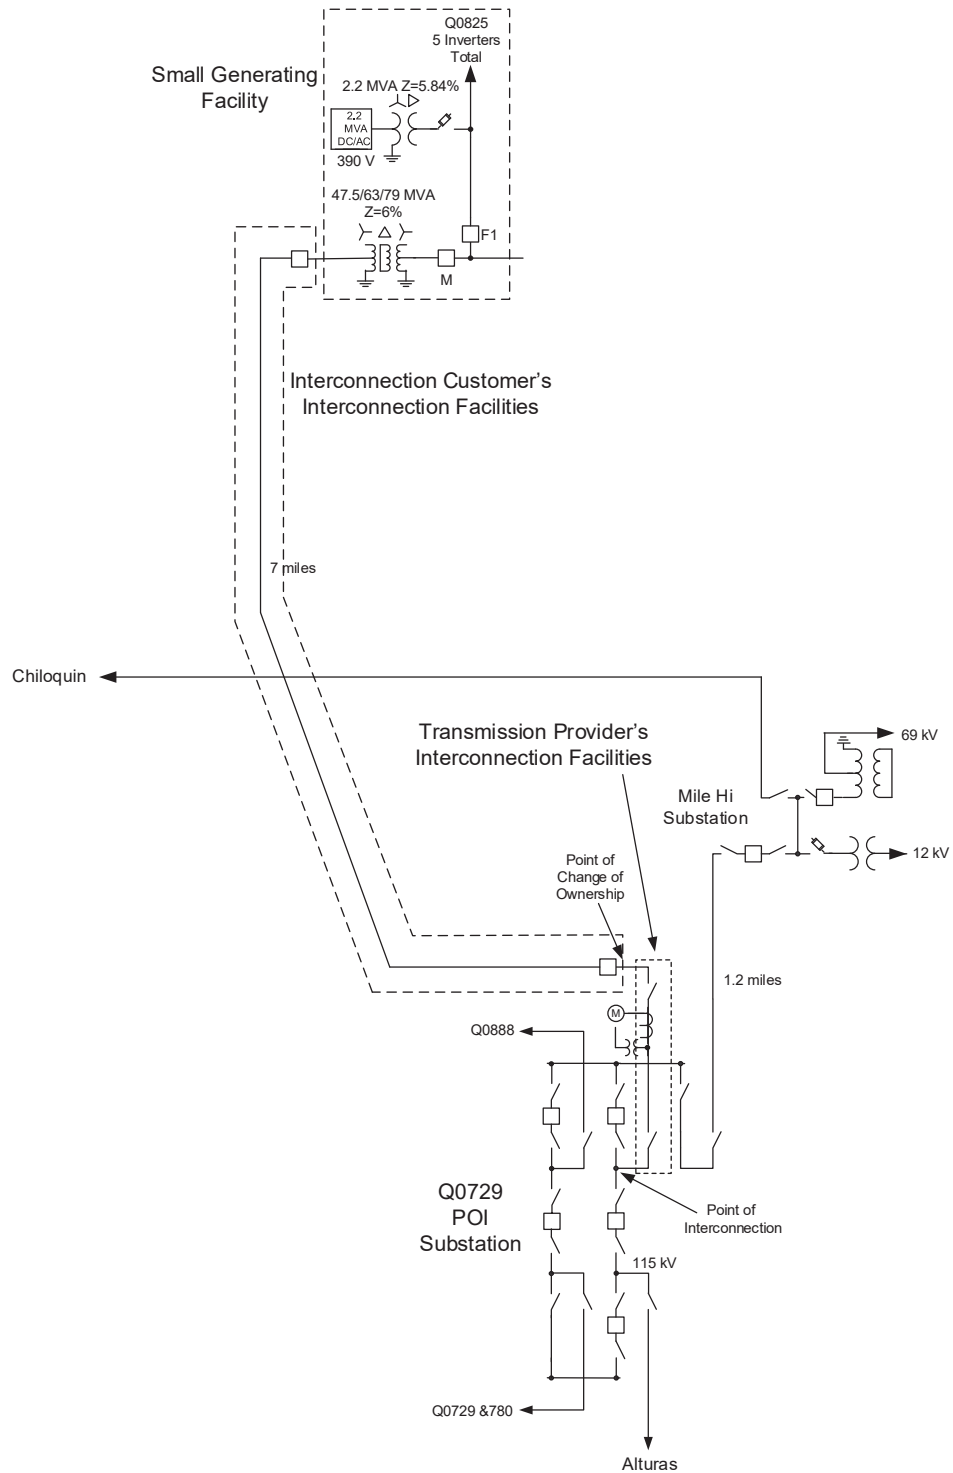 Q0825
5 Inverters
Total
Small Generating
Facility
2.2 MVA Z=5.84%
2.2
MVA
DC/AC
390 V
47.5/63/79 MVA
Z=6%
F1
M
Interconnection Customer's
Interconnection Facilities
7 miles
Chiloquin
Transmission Provider's
Interconnection Facilities
69 kV
Mile Hi
Substation
12 kV
Point of
Change of
Ownership
1.2 miles
M
Q0888
Q0729
POI
Substation
Point of
Interconnection
115 kV
Q0729 &780
Alturas